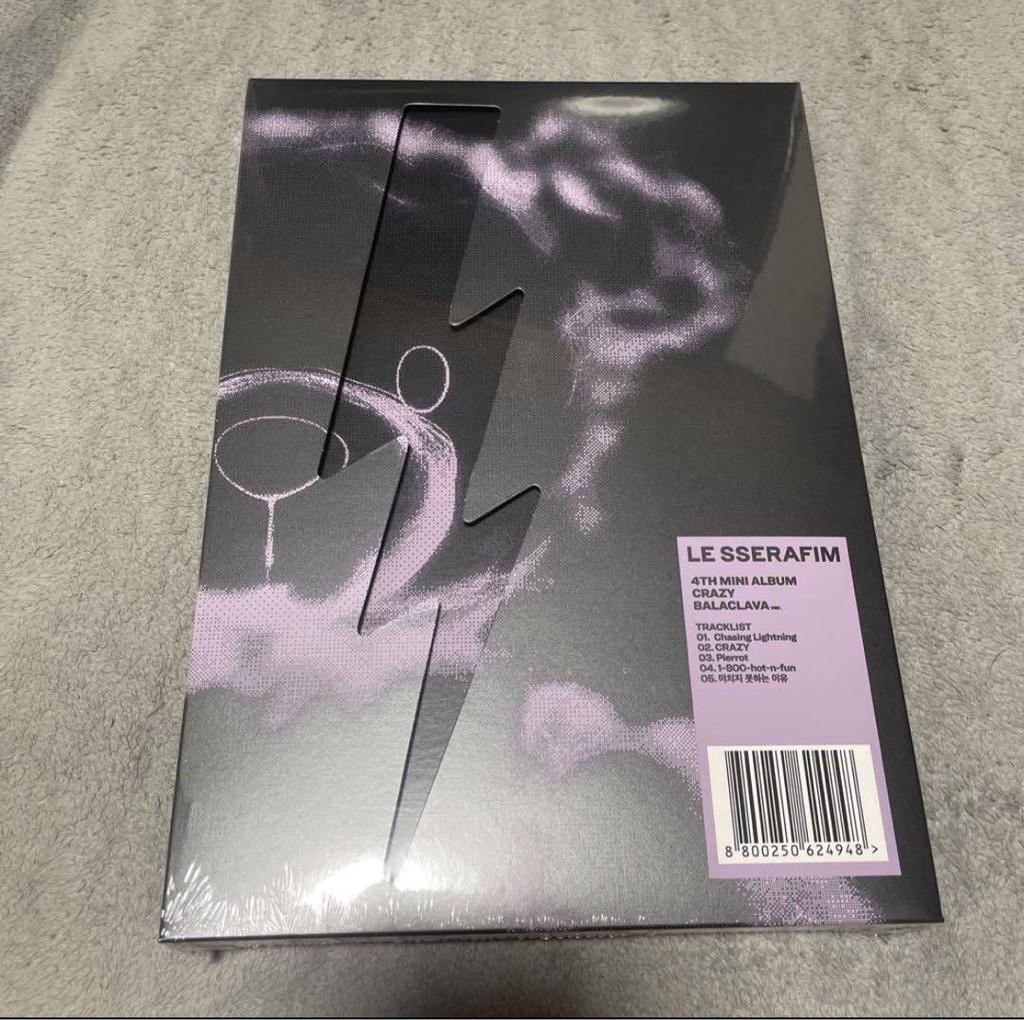 LE SSERAFIM
4TH MINI ALBUM
CRAZY
BALACLAVA ver.
TRACKLIST
01. Chasing Lightning
02. CRAZY
03. Pierrot
04. 1-800-hot-n-fun
05. 미치지 못하는 이유
8 800250 624948 >